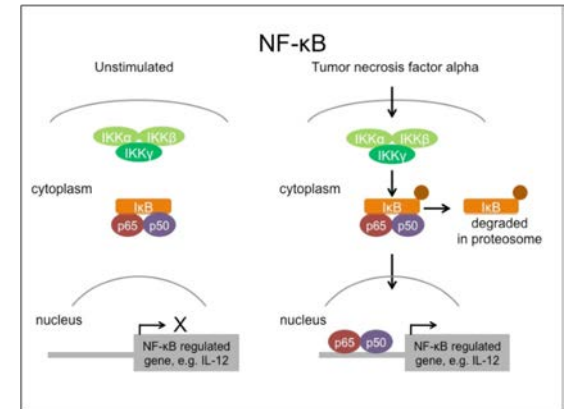 NF-κB
Unstimulated
IKKα IKKβ
IKKγ
cytoplasm
IκB
p65 p50
nucleus
X
NF-κB regulated
gene, e.g. IL-12
Tumor necrosis factor alpha
IKKα IKKβ
IKKγ
cytoplasm
IκB
p65 p50
IκB
degraded
in proteosome
nucleus
p65 p50
NF-κB regulated
gene, e.g. IL-12